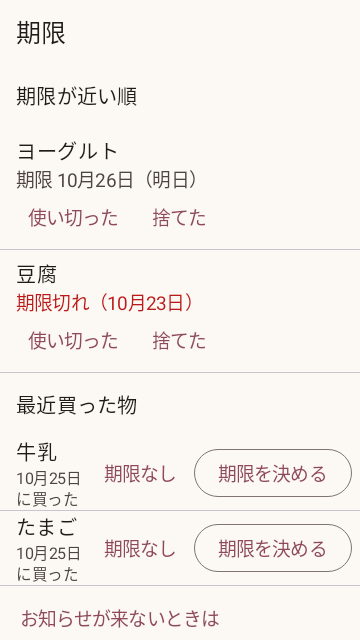 期限
期限が近い順
ヨーグルト
期限 10月26日（明日）
使い切った 捨てた
豆腐
期限切れ（10月23日）
使い切った 捨てた
最近買った物
牛乳
10月25日
に買った
期限なし 期限を決める
たまご
10月25日
に買った
期限なし 期限を決める
お知らせが来ないときは